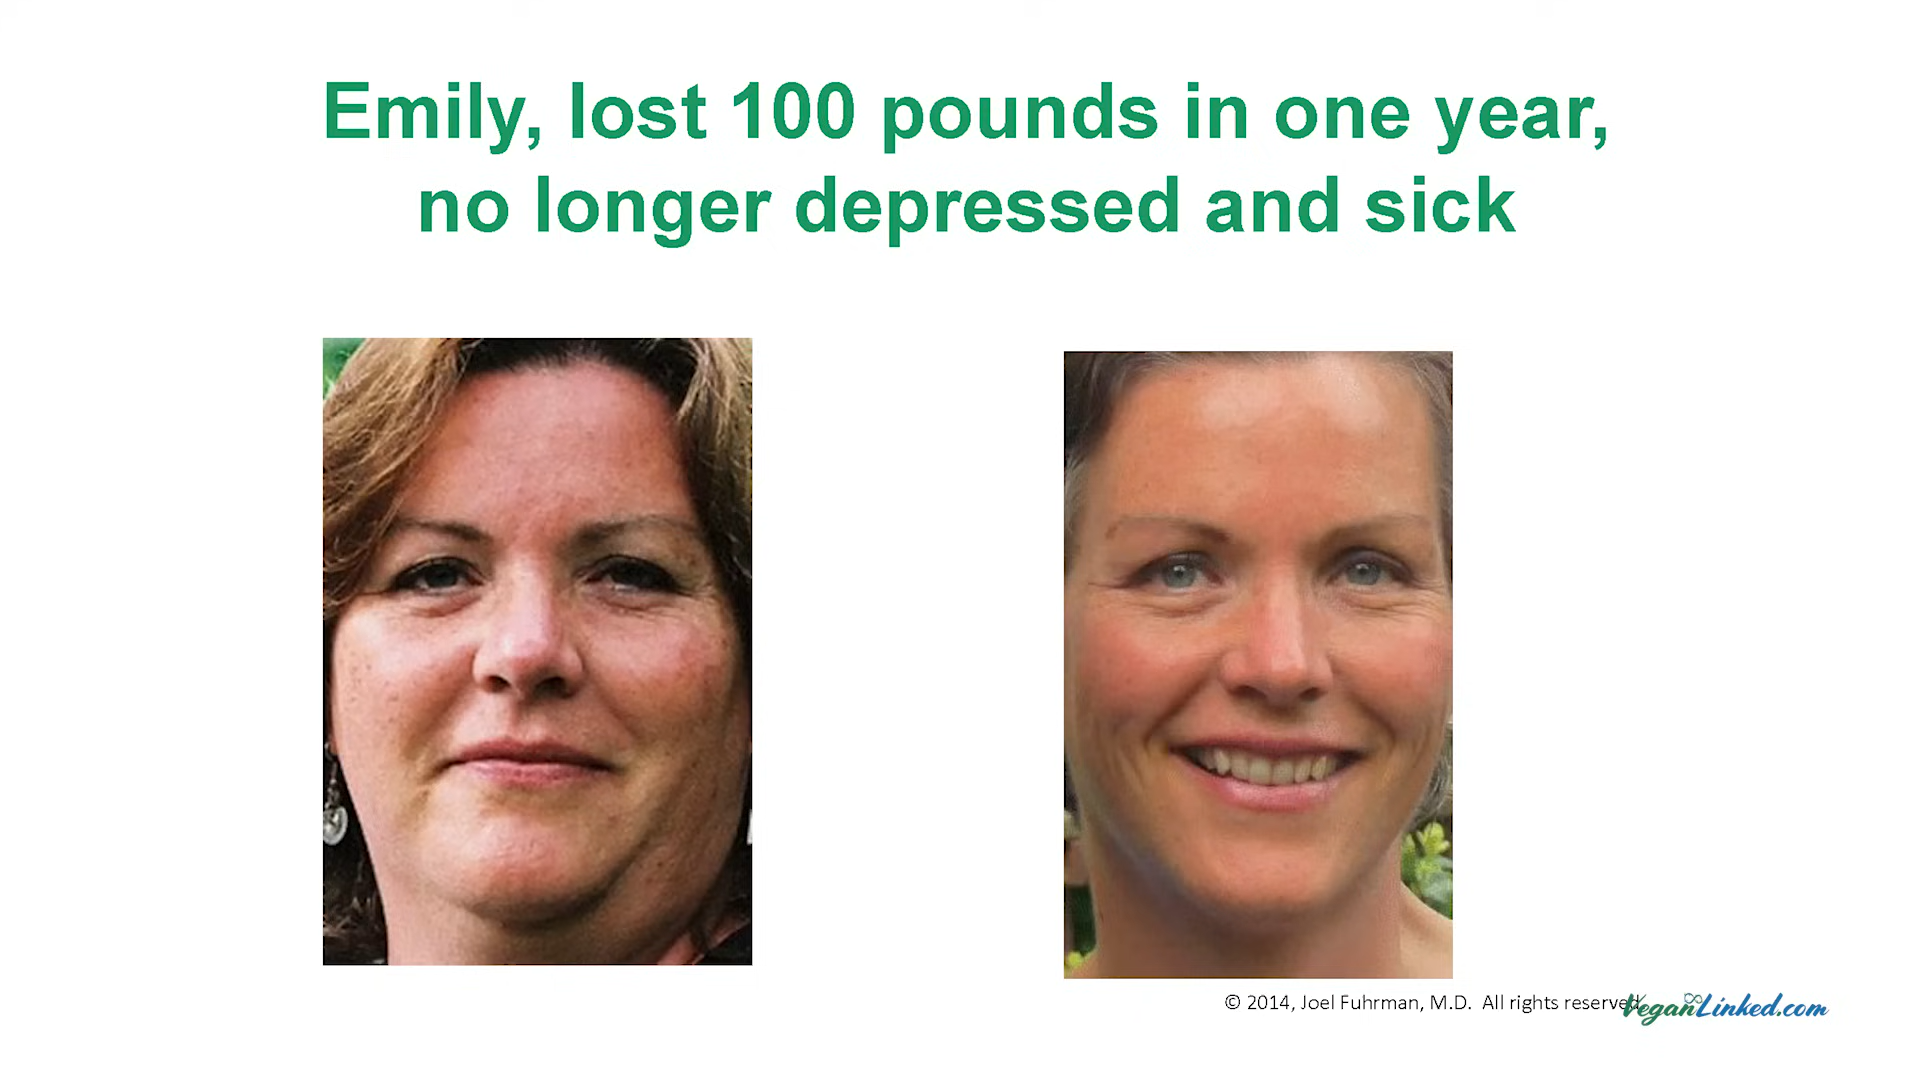 Emily, lost 100 pounds in one year,
no longer depressed and sick
© 2014, Joel Fuhrman, M.D. All rights reserved.
VeganLinked.com